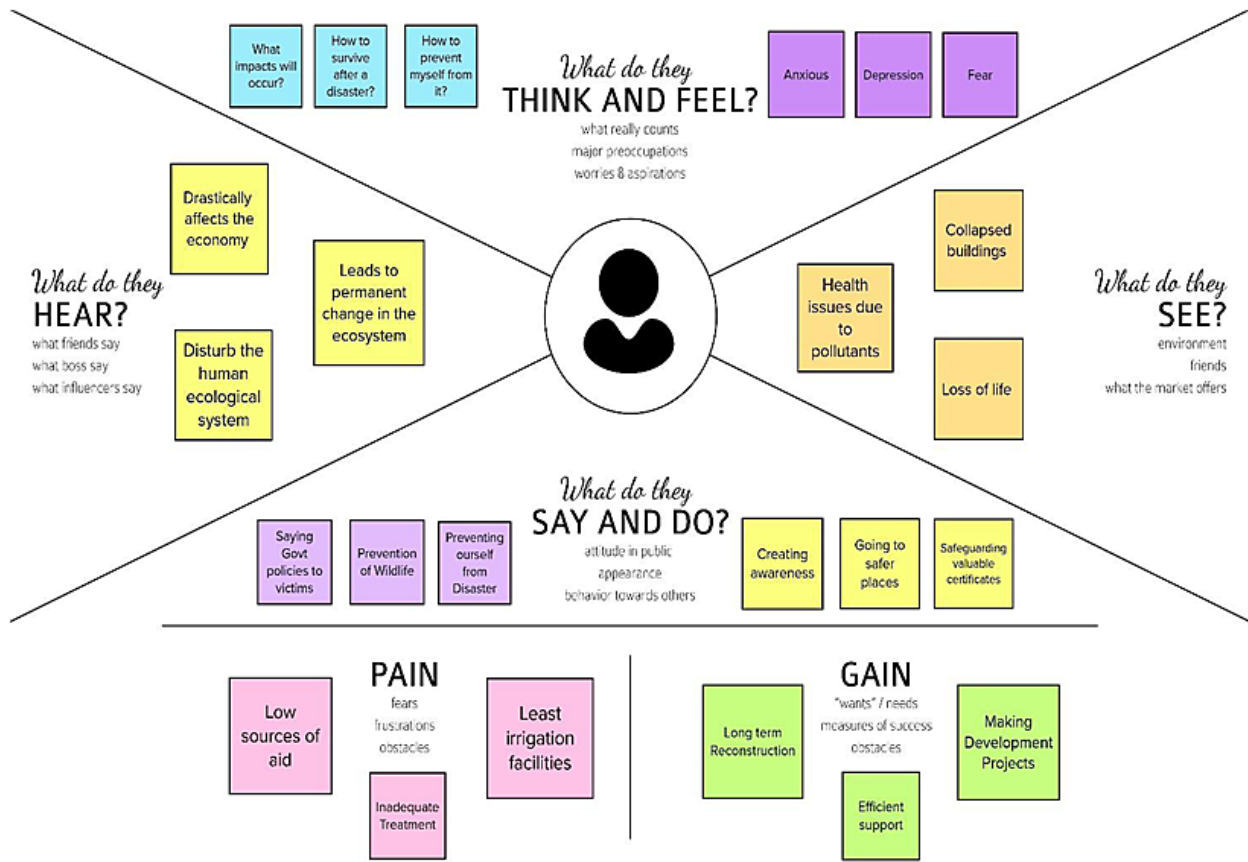 What impacts will occur?
How to survive after a disaster?
How to prevent myself from it?
What do they
THINK AND FEEL?
what really counts
major preoccupations
worries & aspirations
Anxious
Depression
Fear
Drastically affects the economy
Leads to permanent change in the ecosystem
Disturb the human ecological system
What do they
HEAR?
what friends say
what boss say
what influencers say
Collapsed buildings
Health issues due to pollutants
Loss of life
What do they
SEE?
environment
friends
what the market offers
What do they
SAY AND DO?
attitude in public
appearance
behavior towards others
Saying Govt policies to victims
Prevention of Wildlife
Preventing ourself from Disaster
Creating awareness
Going to safer places
Safeguarding valuable certificates
PAIN
fears
frustrations
obstacles
Low sources of aid
Inadequate Treatment
Least irrigation facilities
GAIN
"wants" / needs
measures of success
obstacles
Long term Reconstruction
Efficient support
Making Development Projects